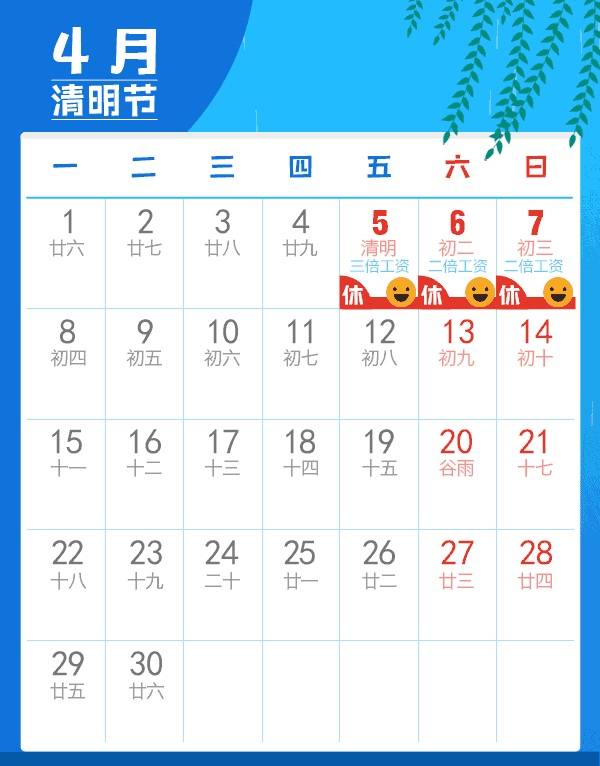 4月
清明节
一 二 三 四 五 六 日
1 2 3 4 5 6 7
廿六 廿七 廿八 廿九 清明 初二 初三
三倍工资 二倍工资 二倍工资
休 休 休
8 9 10 11 12 13 14
初四 初五 初六 初七 初八 初九 初十
15 16 17 18 19 20 21
十一 十二 十三 十四 十五 谷雨 十七
22 23 24 25 26 27 28
十八 十九 二十 廿一 廿二 廿三 廿四
29 30
廿五 廿六